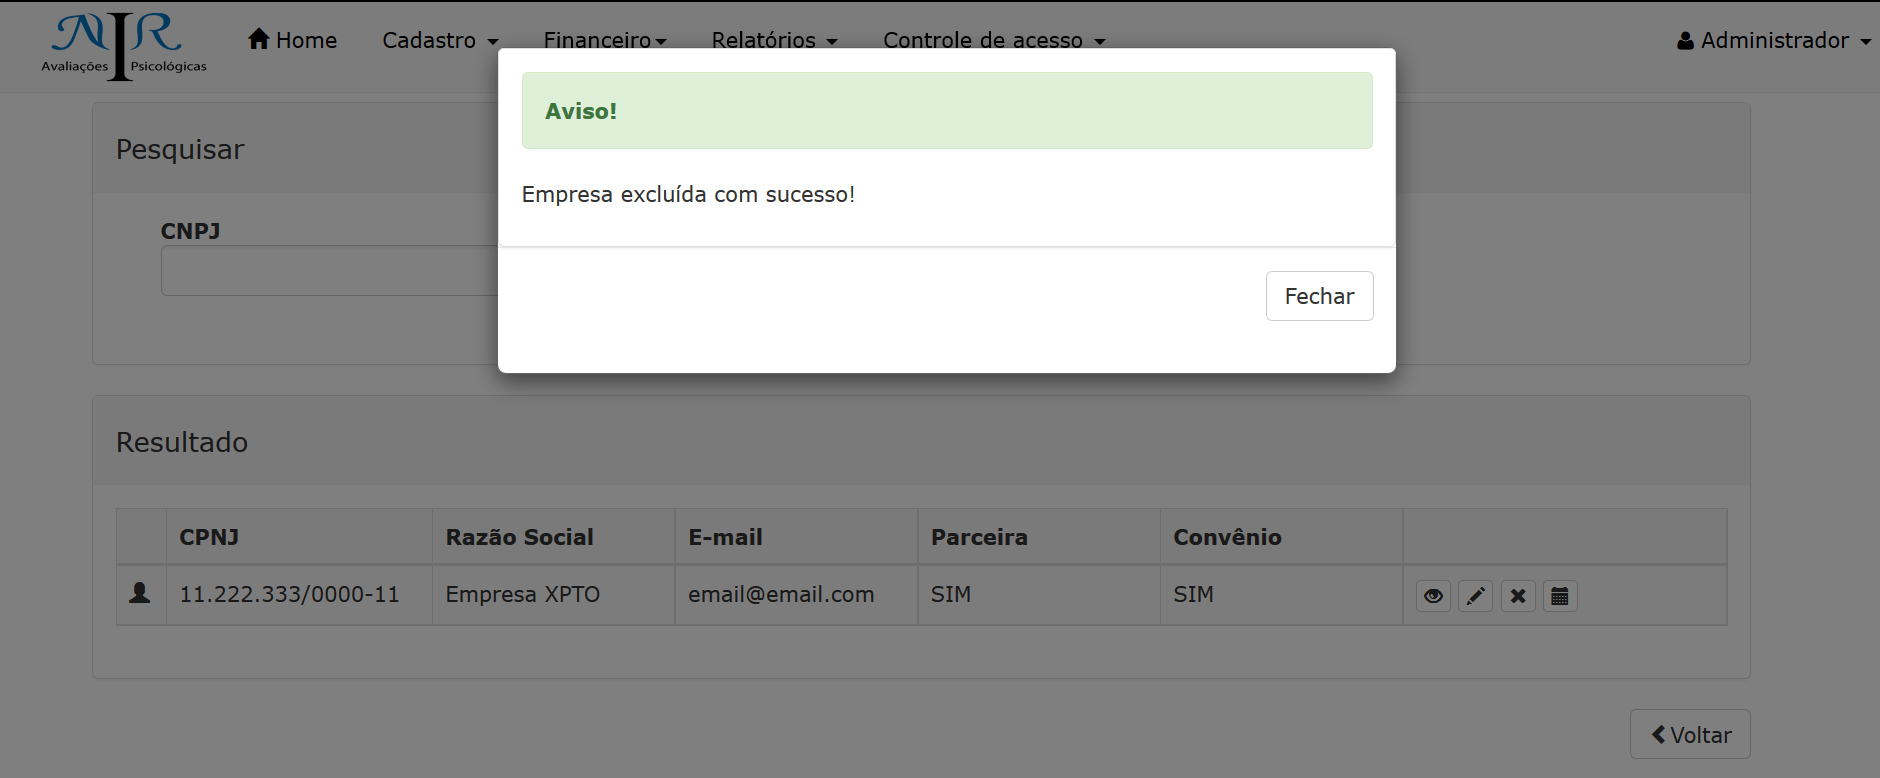 NIR
Avaliações Psicológicas
Home Cadastro Financeiro Relatórios Controle de acesso Administrador
Aviso!
Empresa excluída com sucesso!
Fechar
Pesquisar
CNPJ
Resultado
CPNJ Razão Social E-mail Parceira Convênio
11.222.333/0000-11 Empresa XPTO email@email.com SIM SIM
Voltar